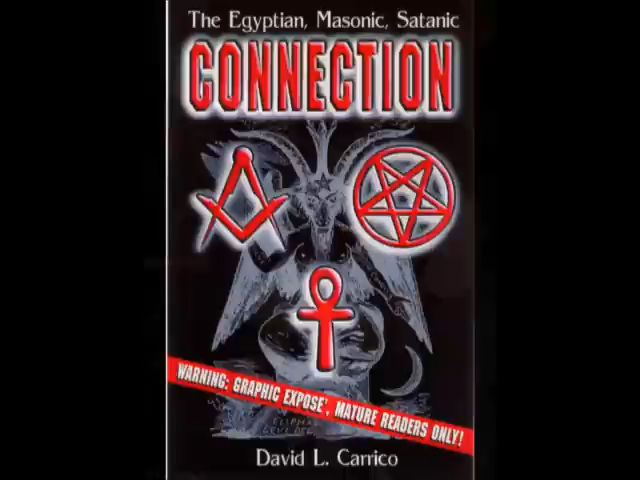 The Egyptian, Masonic, Satanic
CONNECTION
WARNING: GRAPHIC EXPOSE', MATURE READERS ONLY!
David L. Carrico